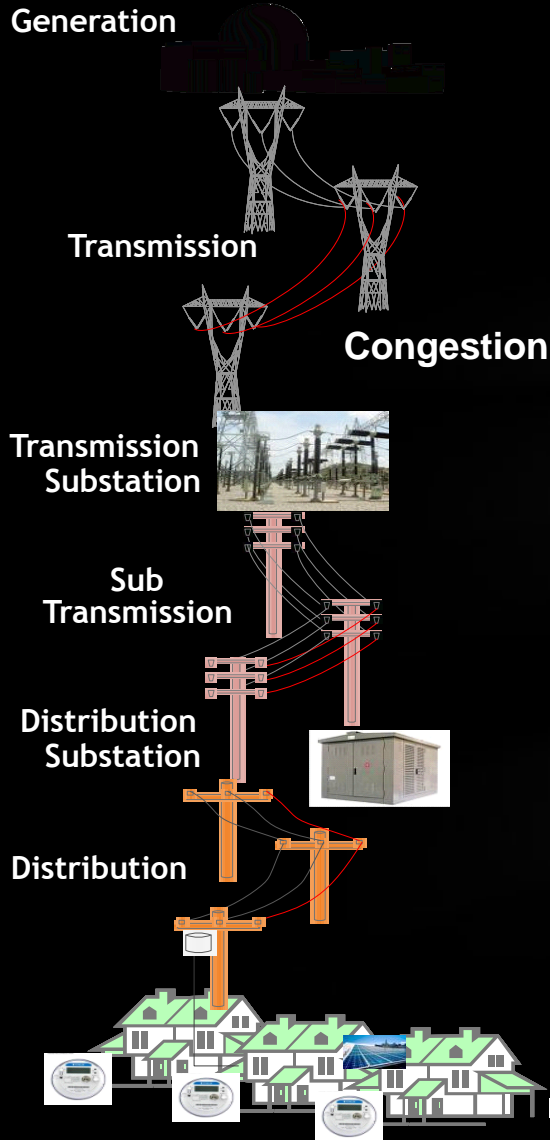 Generation
Transmission
Congestion
Transmission
Substation
Sub
Transmission
Distribution
Substation
Distribution